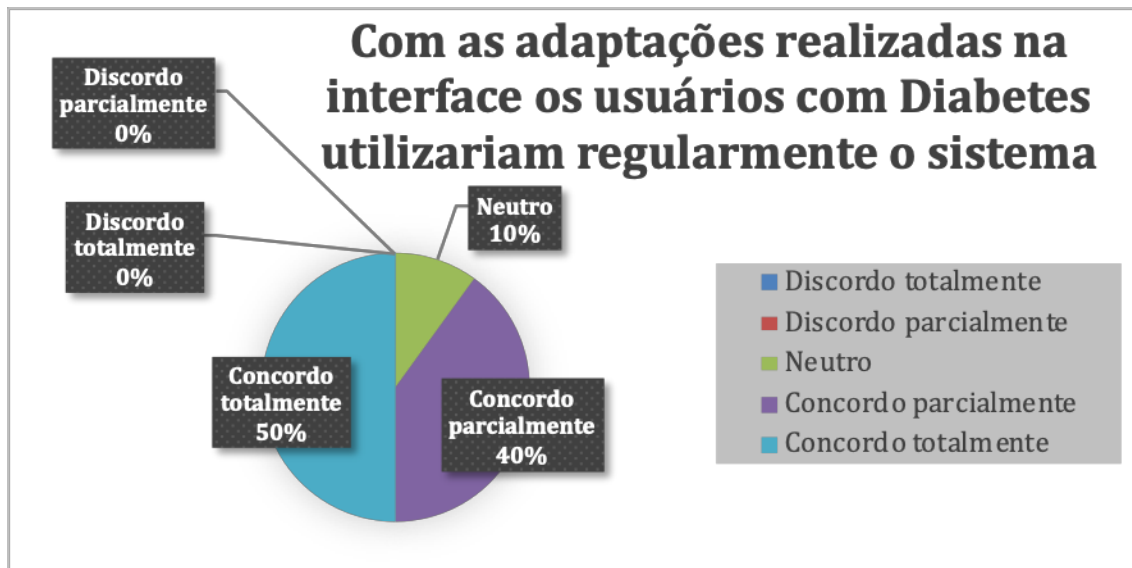 Com as adaptações realizadas na
interface os usuários com Diabetes
utilizariam regularmente o sistema
Discordo
parcialmente
0%
Discordo
totalmente
0%
Neutro
10%
Concordo
totalmente
50%
Concordo
parcialmente
40%
Discordo totalmente
Discordo parcialmente
Neutro
Concordo parcialmente
Concordo totalmente